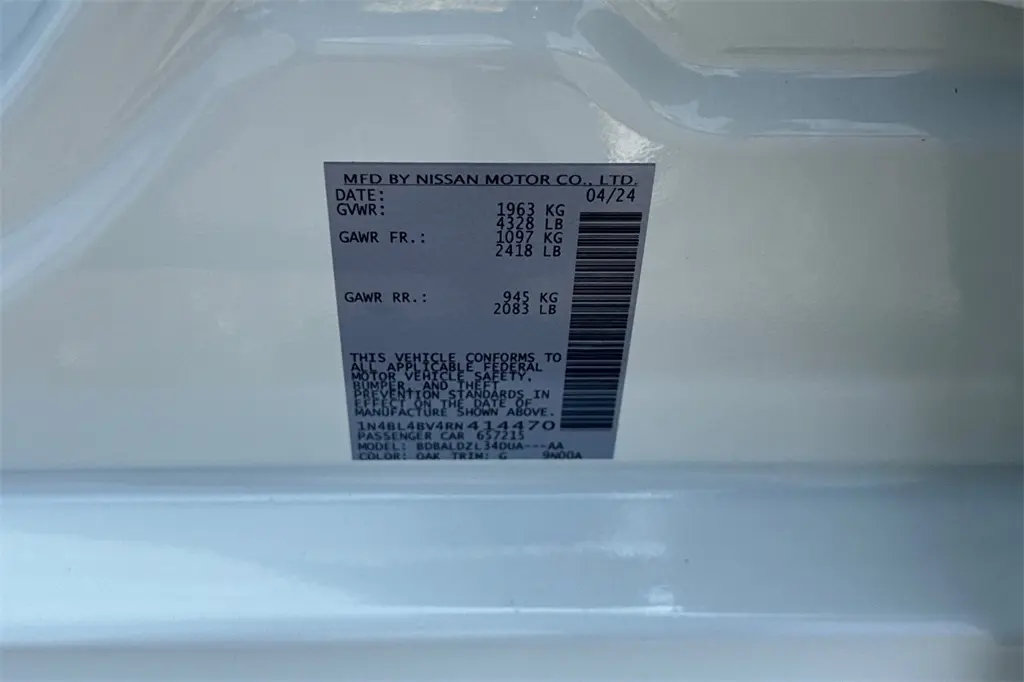 MFD BY NISSAN MOTOR CO., LTD.
DATE: 04/24
GVWR: 1963 KG
4328 LB
GAWR FR.: 1097 KG
2418 LB
GAWR RR.: 945 KG
2083 LB
THIS VEHICLE CONFORMS TO
ALL APPLICABLE FEDERAL
MOTOR VEHICLE SAFETY,
BUMPER, AND THEFT
PREVENTION STANDARDS IN
EFFECT ON THE DATE OF
MANUFACTURE SHOWN ABOVE.
1N4BL4BV4RN414470
PASSENGER CAR 657215
MODEL: BDBALDZL34DUA---AA
COLOR: QAK TRIM: G 9N00A